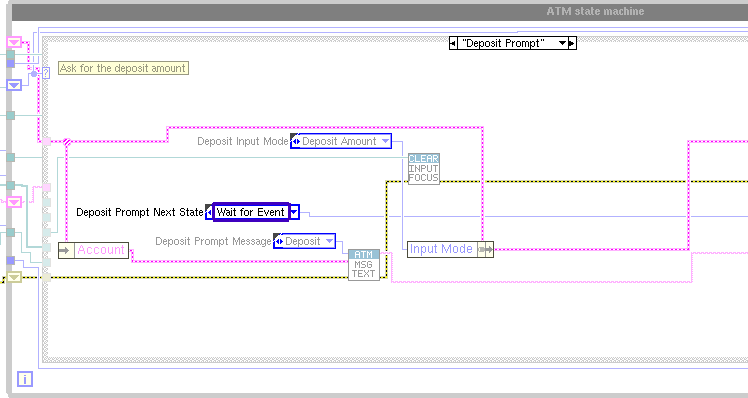 ATM state machine
"Deposit Prompt"
?
Ask for the deposit amount
Deposit Input Mode
Deposit Amount
CLEAR
INPUT
FOCUS
Deposit Prompt Next State
Wait for Event
Deposit Prompt Message
Deposit
Account
ATM
MSG
TEXT
Input Mode
i